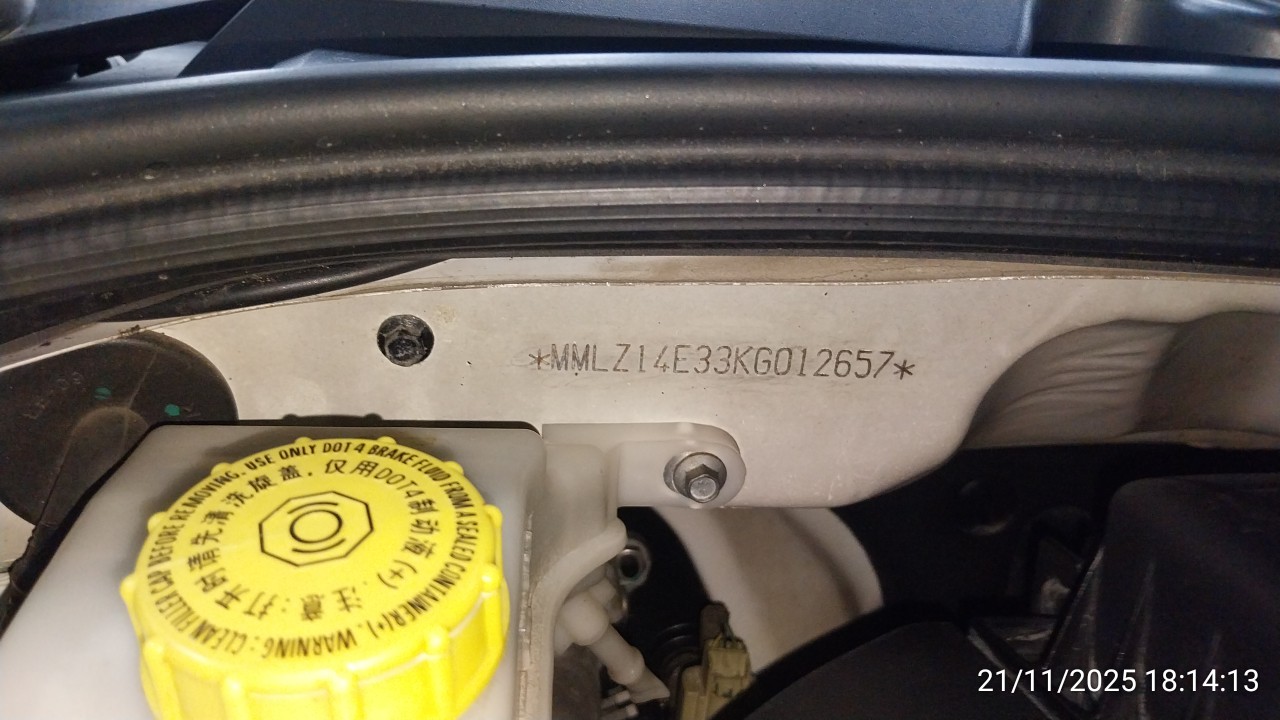 *MMLZ14E33KG012657*
WARNING: CLEAN FILLER CAP BEFORE REMOVING. USE ONLY DOT 4 BRAKE FLUID FROM A SEALED CONTAINER(+).
注意：打开前请先清洗旋盖．仅用DOT4制动液(+).
21/11/2025 18:14:13